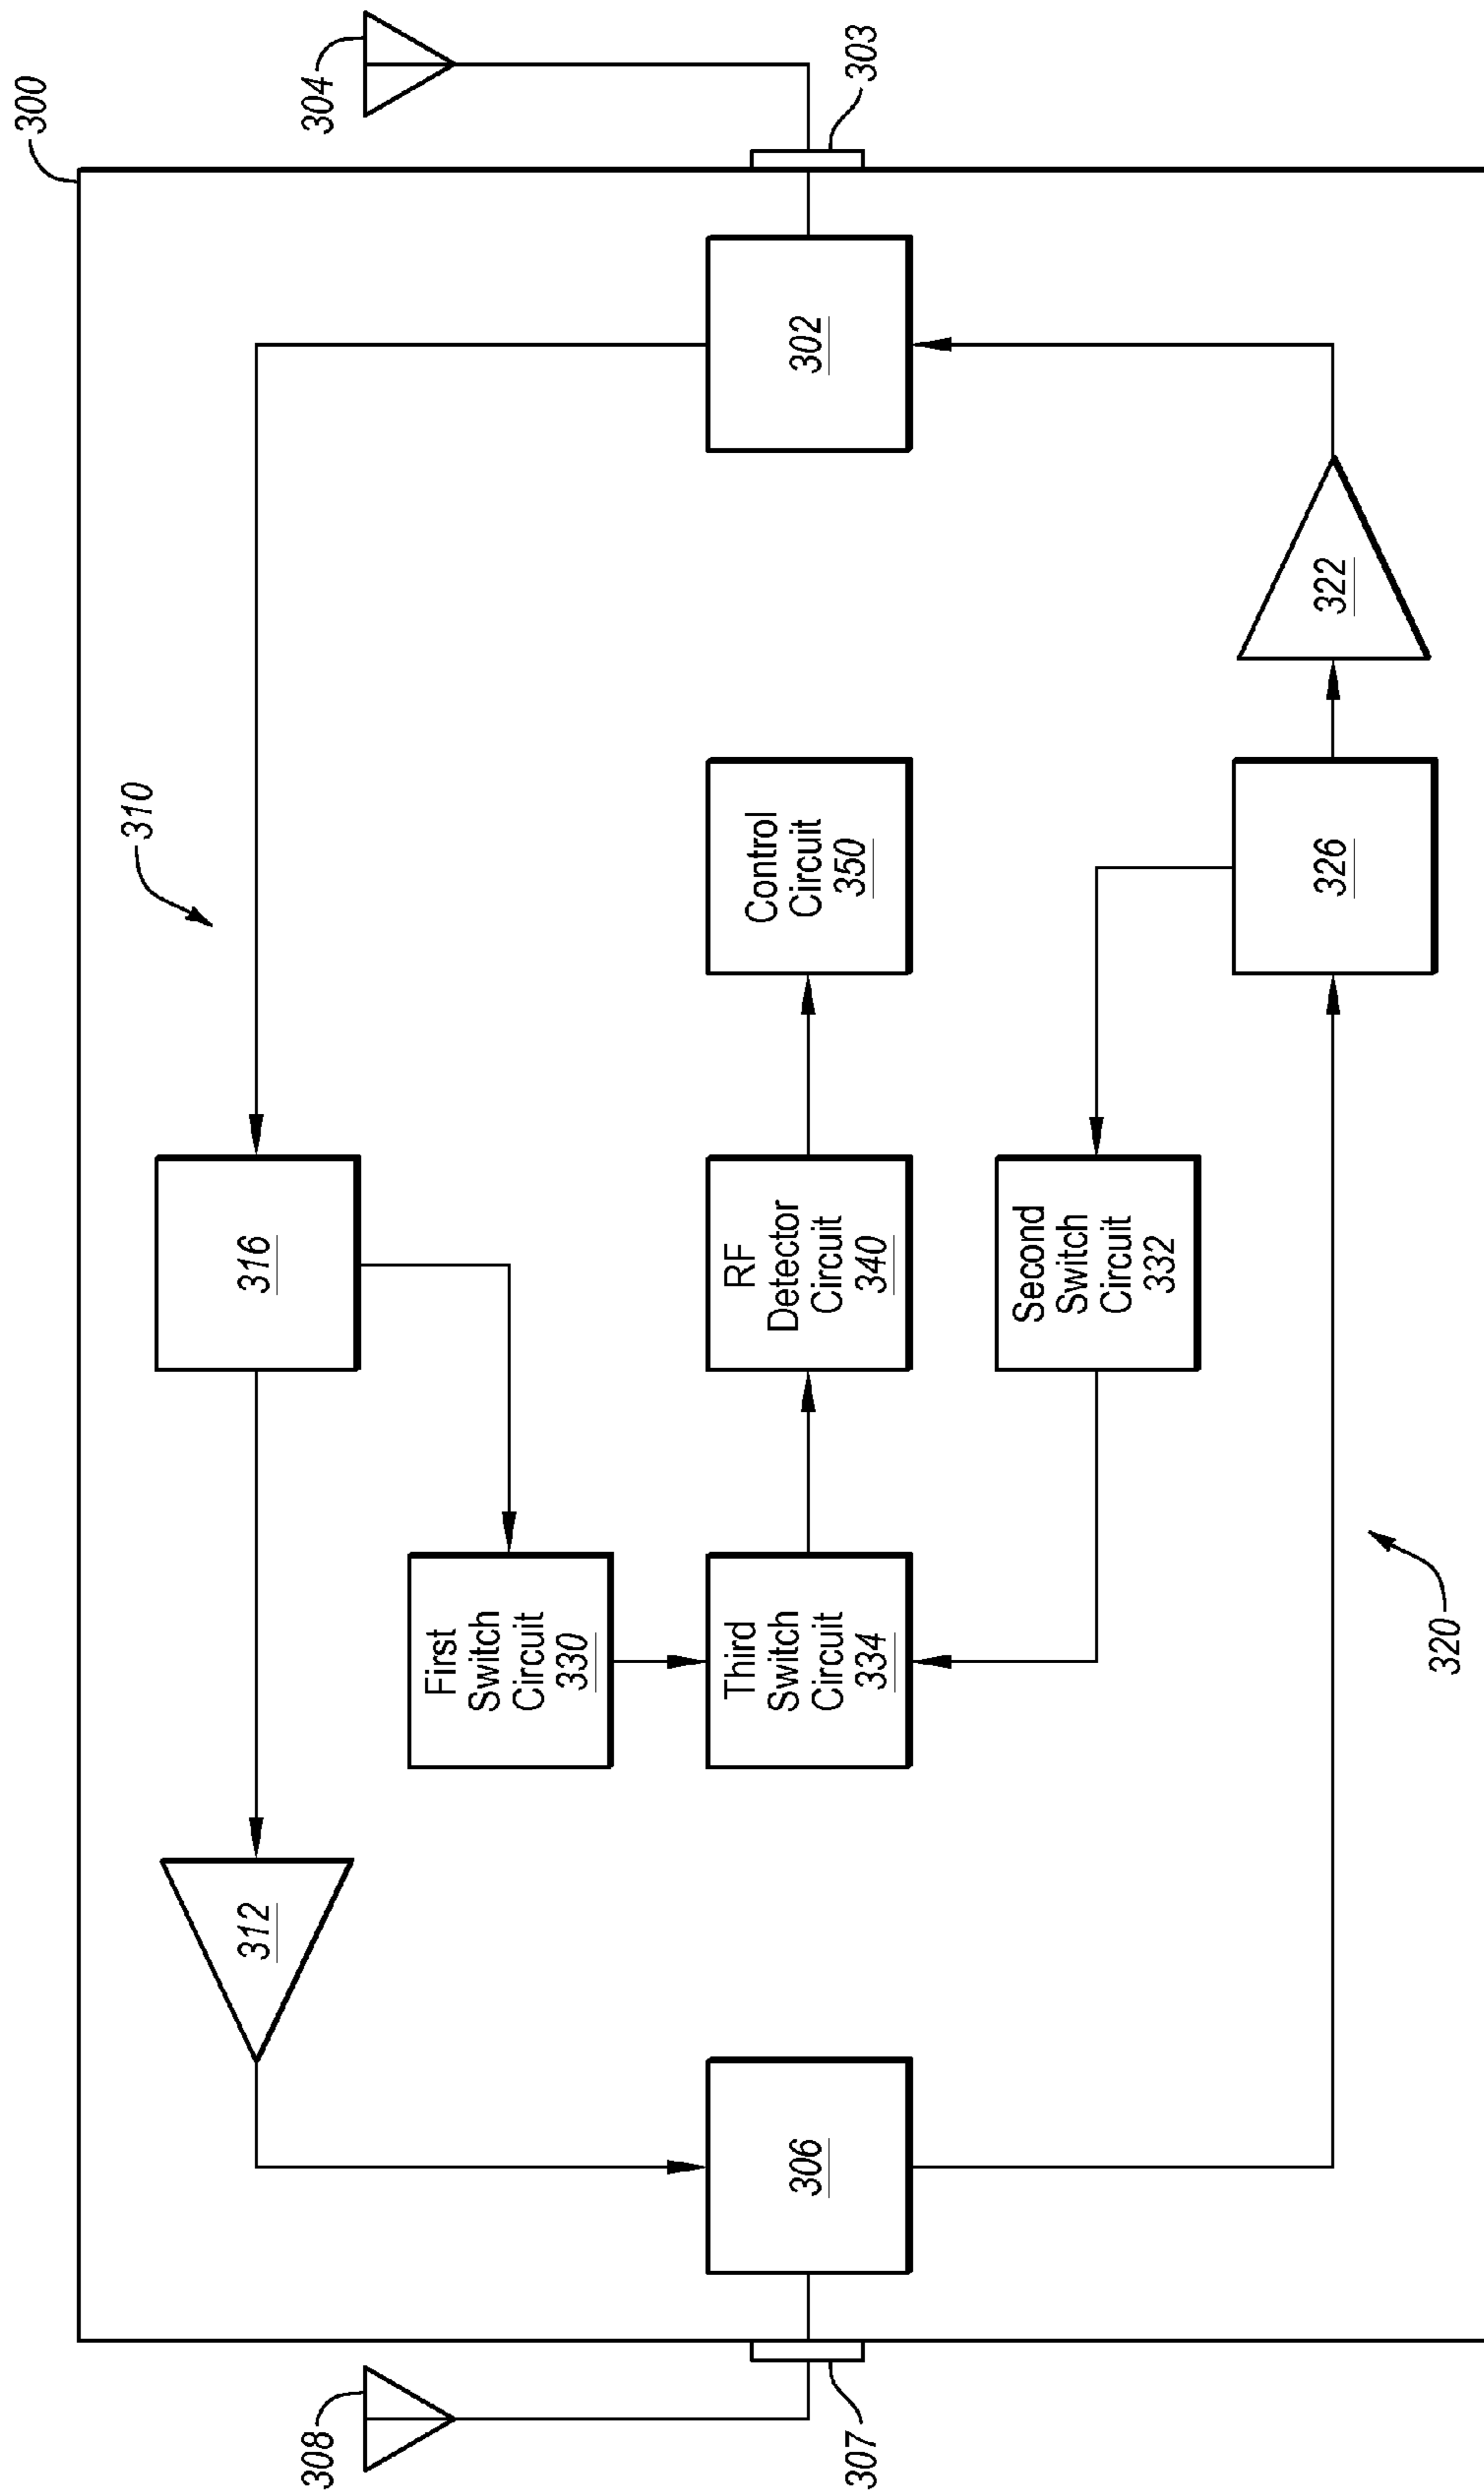 300
304
303
302
310
316
312
First
Switch
Circuit
330
Third
Switch
Circuit
334
RF
Detector
Circuit
340
Control
Circuit
350
Second
Switch
Circuit
332
322
326
306
308
307
320